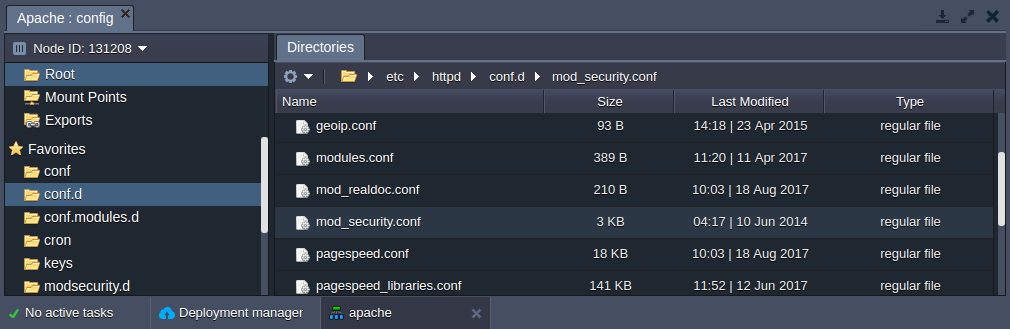 Apache : config
Node ID: 131208
Root
Mount Points
Exports
Favorites
conf
conf.d
conf.modules.d
cron
keys
modsecurity.d
Directories
etc httpd conf.d mod_security.conf
Name Size Last Modified Type
geoip.conf 93 B 14:18 | 23 Apr 2015 regular file
modules.conf 389 B 11:20 | 11 Apr 2017 regular file
mod_realdoc.conf 210 B 10:03 | 18 Aug 2017 regular file
mod_security.conf 3 KB 04:17 | 10 Jun 2014 regular file
pagespeed.conf 18 KB 10:03 | 18 Aug 2017 regular file
pagespeed_libraries.conf 141 KB 11:52 | 12 Jun 2017 regular file
No active tasks Deployment manager apache